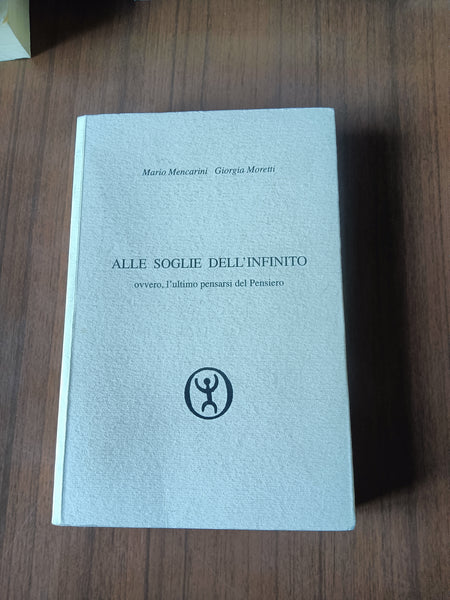 Mario Mencarini Giorgia Moretti
ALLE SOGLIE DELL'INFINITO
ovvero, l'ultimo pensarsi del Pensiero